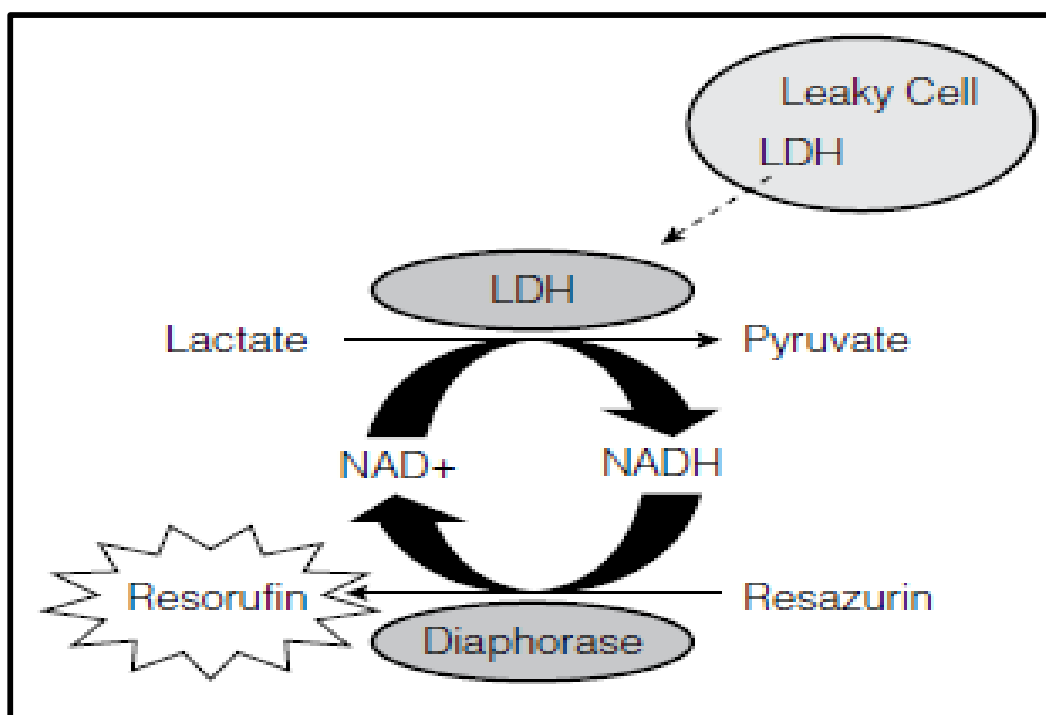 Leaky Cell
LDH
LDH
Lactate
Pyruvate
NAD+
NADH
Resorufin
Resazurin
Diaphorase